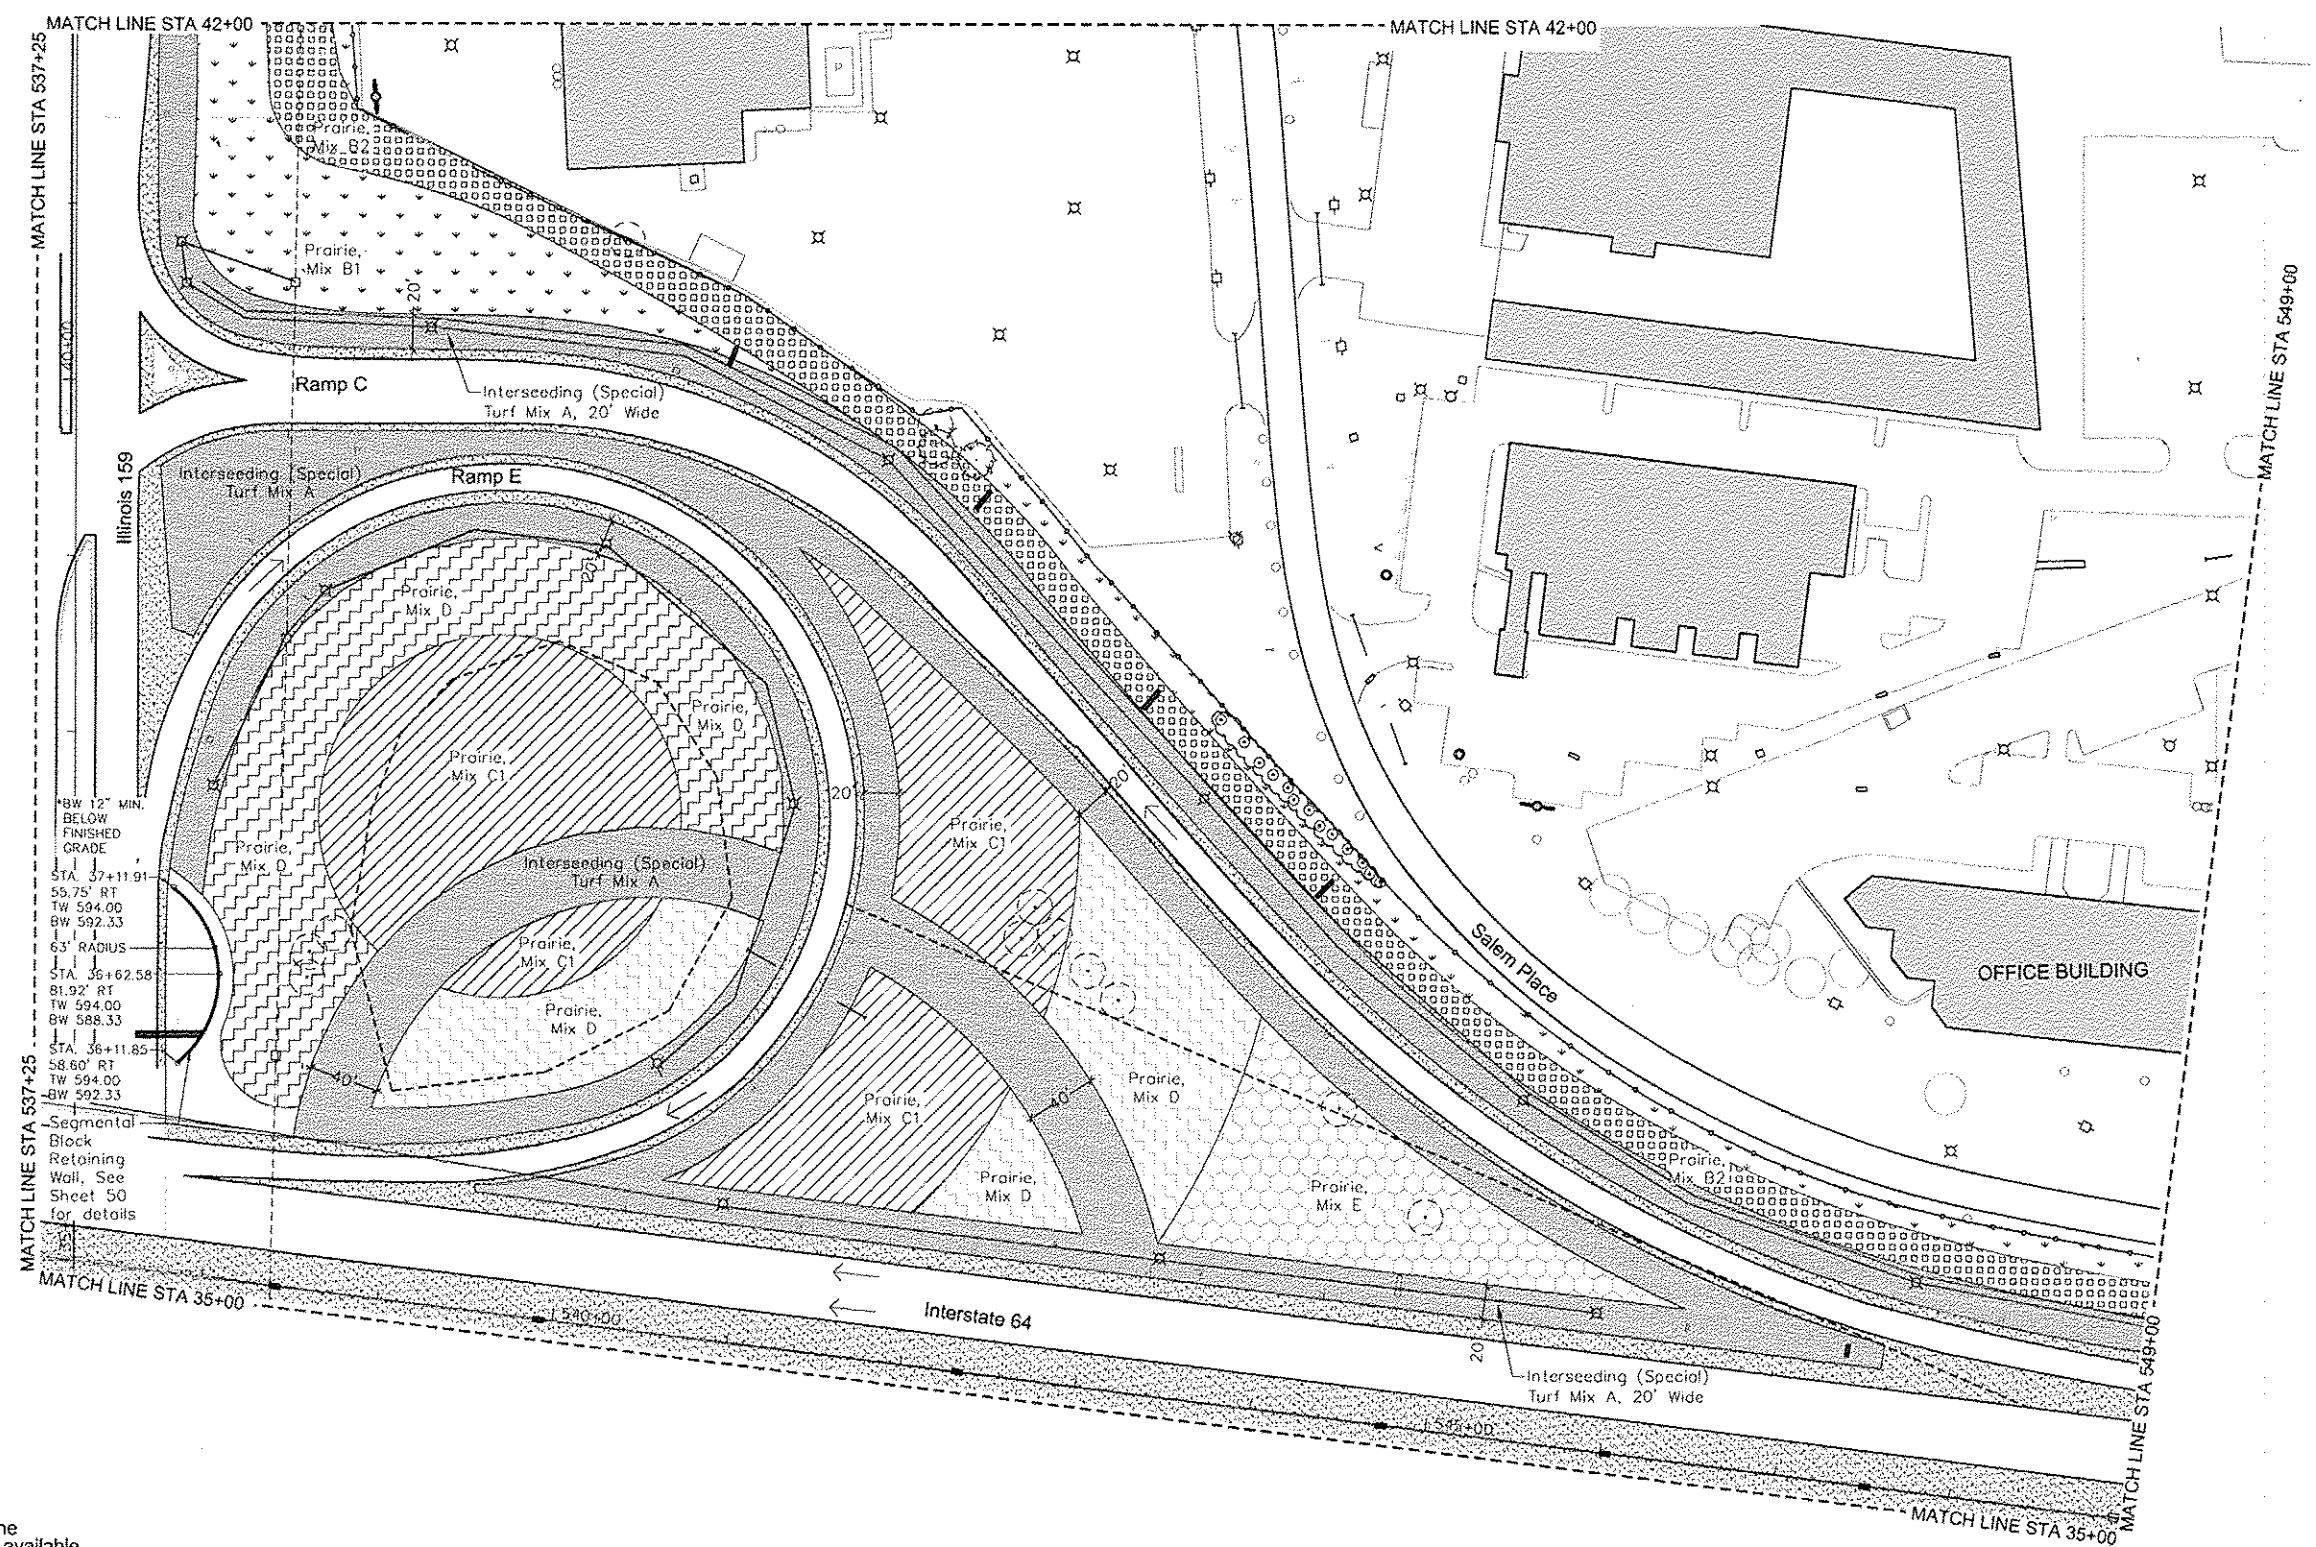 MATCH LINE STA 42+00
MATCH LINE STA 42+00
MATCH LINE STA 537+25
P
Prairie,
Mix B2
Prairie,
Mix B1
20'
40+00
Ramp C
Interseeding (Special)
Turf Mix A, 20' Wide
MATCH LINE STA 549+00
Illinois 159
Interseeding (Special)
Turf Mix A
Ramp E
20'
Prairie,
Mix D
Prairie,
Mix D
Prairie,
Mix C1
20'
20'
Prairie,
Mix C1
*BW 12" MIN.
BELOW
FINISHED
GRADE
Prairie,
Mix D
Interseeding (Special)
Turf Mix A
STA. 37+11.91
55.75' RT
TW 594.00
BW 592.33
63' RADIUS
STA. 36+62.58
81.92' RT
TW 594.00
BW 588.33
STA. 36+11.85
58.60' RT
TW 594.00
BW 592.33
Prairie,
Mix C1
Prairie,
Mix D
Salem Place
OFFICE BUILDING
40'
Prairie,
Mix C1
40'
Prairie,
Mix D
Segmental
Block
Retaining
Wall, See
Sheet 50
for details
Prairie,
Mix D
Prairie,
Mix E
Prairie,
Mix B2
MATCH LINE STA 537+25
35
MATCH LINE STA 35+00
540+00
Interstate 64
20'
Interseeding (Special)
Turf Mix A, 20' Wide
545+00
MATCH LINE STA 549+00
MATCH LINE STA 35+00
available